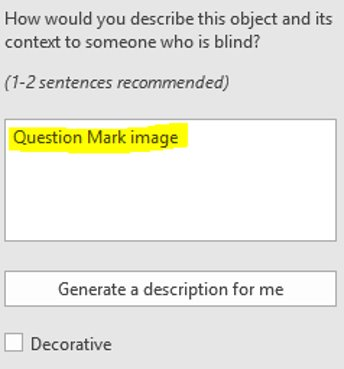 How would you describe this object and its
context to someone who is blind?
(1-2 sentences recommended)
Question Mark image
Generate a description for me
Decorative